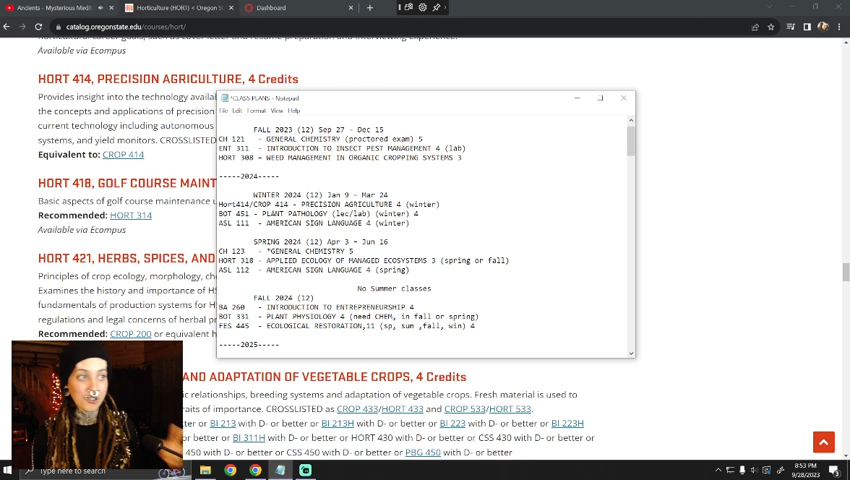 Ancients - Mysterious Medit
Horticulture (HORT) < Oregon S
Dashboard
catalog.oregonstate.edu/courses/hort/
Available via Ecampus
HORT 414, PRECISION AGRICULTURE, 4 Credits
Provides insight into the technology availa
the concepts and applications of precision
current technology including autonomous
systems, and yield monitors. CROSSLISTED
Equivalent to: CROP 414
HORT 418, GOLF COURSE MAINT
Basic aspects of golf course maintenance u
Recommended: HORT 314
Available via Ecampus
HORT 421, HERBS, SPICES, AND
Principles of crop ecology, morphology, che
Examines the history and importance of HS
fundamentals of production systems for H
regulations and legal concerns of herbal pr
Recommended: CROP 200 or equivalent h
*CLASS PLANS - Notepad
File Edit Format View Help
FALL 2023 (12) Sep 27 - Dec 15
CH 121 - GENERAL CHEMISTRY (proctored exam) 5
ENT 311 - INTRODUCTION TO INSECT PEST MANAGEMENT 4 (lab)
HORT 308 - WEED MANAGEMENT IN ORGANIC CROPPING SYSTEMS 3
-----2024-----
WINTER 2024 (12) Jan 9 - Mar 24
Hort414/CROP 414 - PRECISION AGRICULTURE 4 (winter)
BOT 451 - PLANT PATHOLOGY (lec/lab) (winter) 4
ASL 111 - AMERICAN SIGN LANGUAGE 4 (winter)
SPRING 2024 (12) Apr 3 - Jun 16
CH 123 - *GENERAL CHEMISTRY 5
HORT 318 - APPLIED ECOLOGY OF MANAGED ECOSYSTEMS 3 (spring or fall)
ASL 112 - AMERICAN SIGN LANGUAGE 4 (spring)
No Summer classes
FALL 2024 (12)
BA 260 - INTRODUCTION TO ENTREPRENEURSHIP 4
BOT 331 - PLANT PHYSIOLOGY 4 (need CHEM, in fall or spring)
FES 445 - ECOLOGICAL RESTORATION,11 (sp, sum ,fall, win) 4
-----2025-----
AND ADAPTATION OF VEGETABLE CROPS, 4 Credits
ic relationships, breeding systems and adaptation of vegetable crops. Fresh material is used to
traits of importance. CROSSLISTED as CROP 433/HORT 433 and CROP 533/HORT 533.
ter or BI 213 with D- or better or BI 213H with D- or better or BI 223 with D- or better or BI 223H
or better or BI 311H with D- or better or HORT 430 with D- or better or CSS 430 with D- or better or
450 with D- or better or CSS 450 with D- or better or PBG 450 with D- or better
Type here to search
8:53 PM
9/28/2023